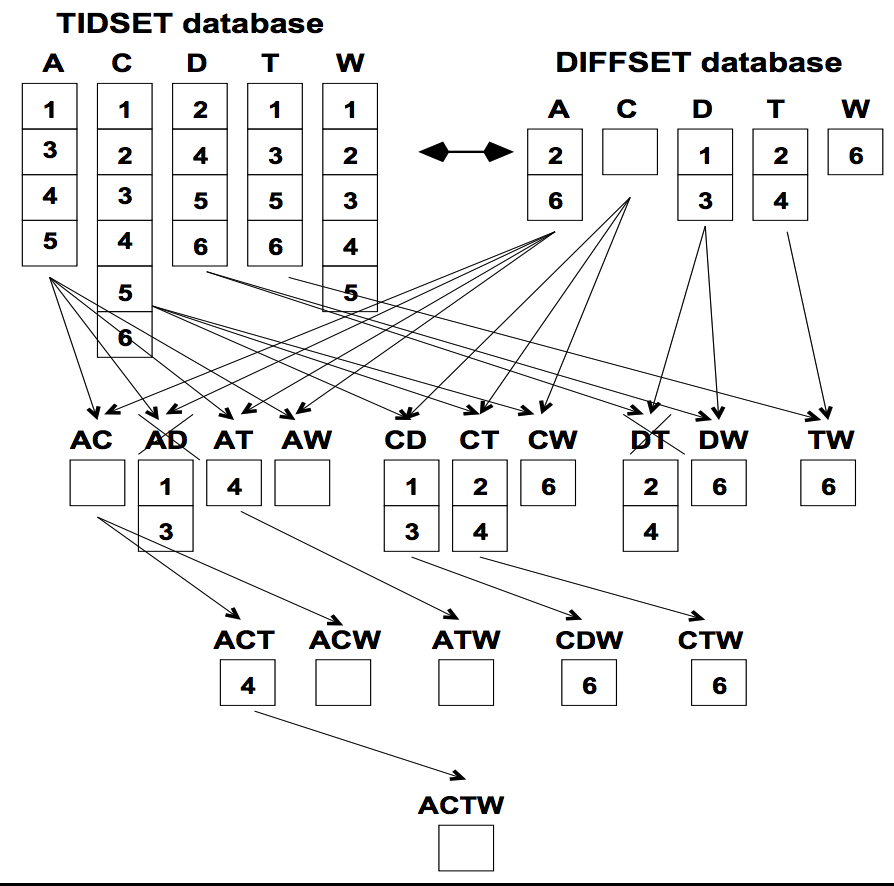 TIDSET database
A C D T W
1 1 2 1 1
3 2 4 3 2
4 3 5 5 3
5 4 6 6 4
5 5
6
DIFFSET database
A C D T W
2 1 2 6
6 3 4
AC AD AT AW CD CT CW DT DW TW
1 4 1 2 6 2 6 6
3 3 4 4
ACT ACW ATW CDW CTW
4 6 6
ACTW